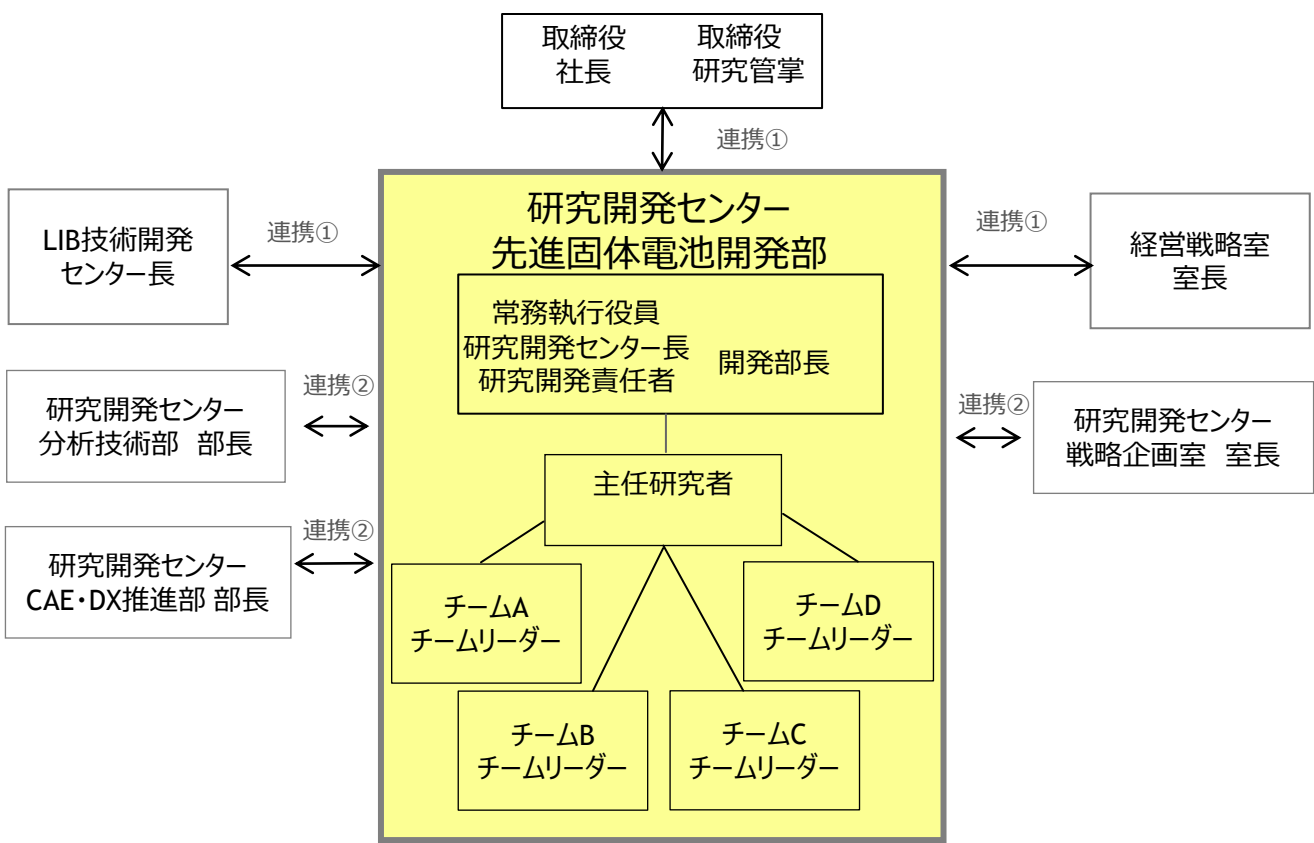 取締役
社長
取締役
研究管掌
連携①
研究開発センター
先進固体電池開発部
LIB技術開発
センター長
連携①
連携①
経営戦略室
室長
常務執行役員
研究開発センター長
研究開発責任者
開発部長
研究開発センター
分析技術部 部長
連携②
連携②
研究開発センター
戦略企画室 室長
主任研究者
研究開発センター
CAE・DX推進部 部長
連携②
チームA
チームリーダー
チームD
チームリーダー
チームB
チームリーダー
チームC
チームリーダー